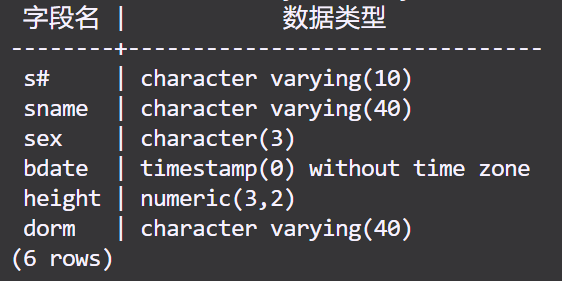 字段名 | 数据类型
--------+--------------------------------
s# | character varying(10)
sname | character varying(40)
sex | character(3)
bdate | timestamp(0) without time zone
height | numeric(3,2)
dorm | character varying(40)
(6 rows)